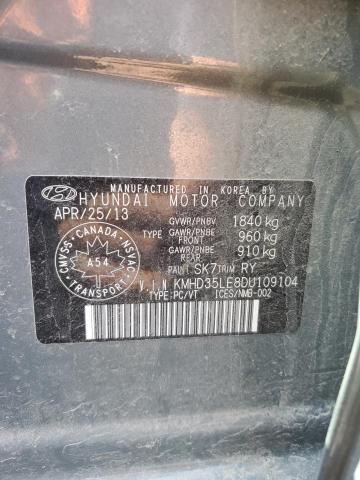 MANUFACTURED IN KOREA BY
HYUNDAI MOTOR COMPANY
APR/25/13 GVWR/PNBV 1840 kg
TYPE GAWR/PNBE FRONT 960 kg
GAWR/PNBE REAR 910 kg
PAINT SK7 TRIM RY
V.I.N KMHD35LE8DU109104
TYPE:PC/VT ICES/NMB-002
CMVSS-CANADA-NSVAC
TRANSPORT
A54